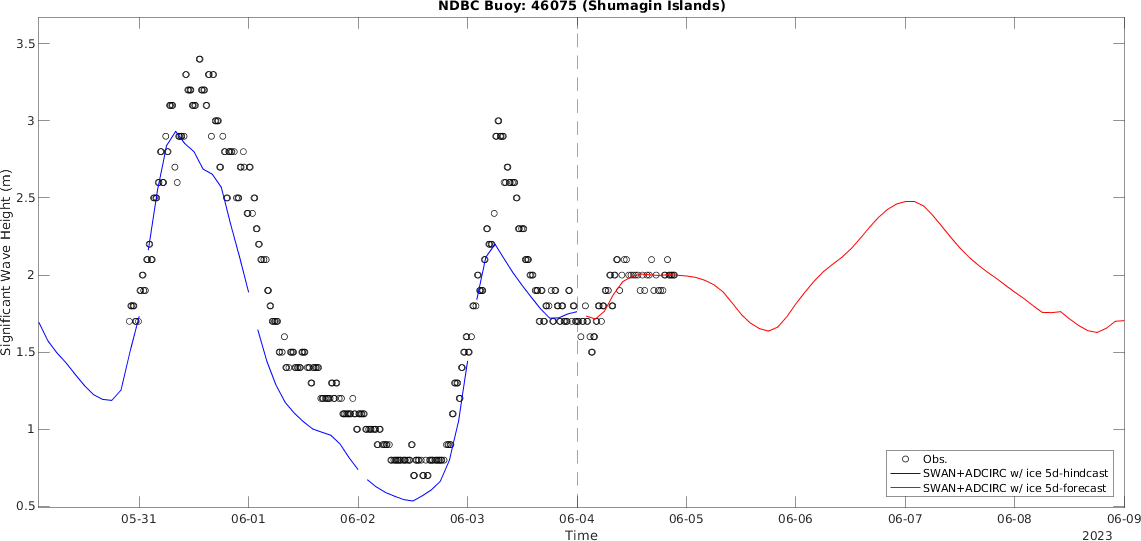 NDBC Buoy: 46075 (Shumagin Islands)
3.5
3
2.5
2
1.5
1
0.5
Significant Wave Height (m)
Obs.
SWAN+ADCIRC w/ ice 5d-hindcast
SWAN+ADCIRC w/ ice 5d-forecast
05-31 06-01 06-02 06-03 06-04 06-05 06-06 06-07 06-08 06-09
Time
2023